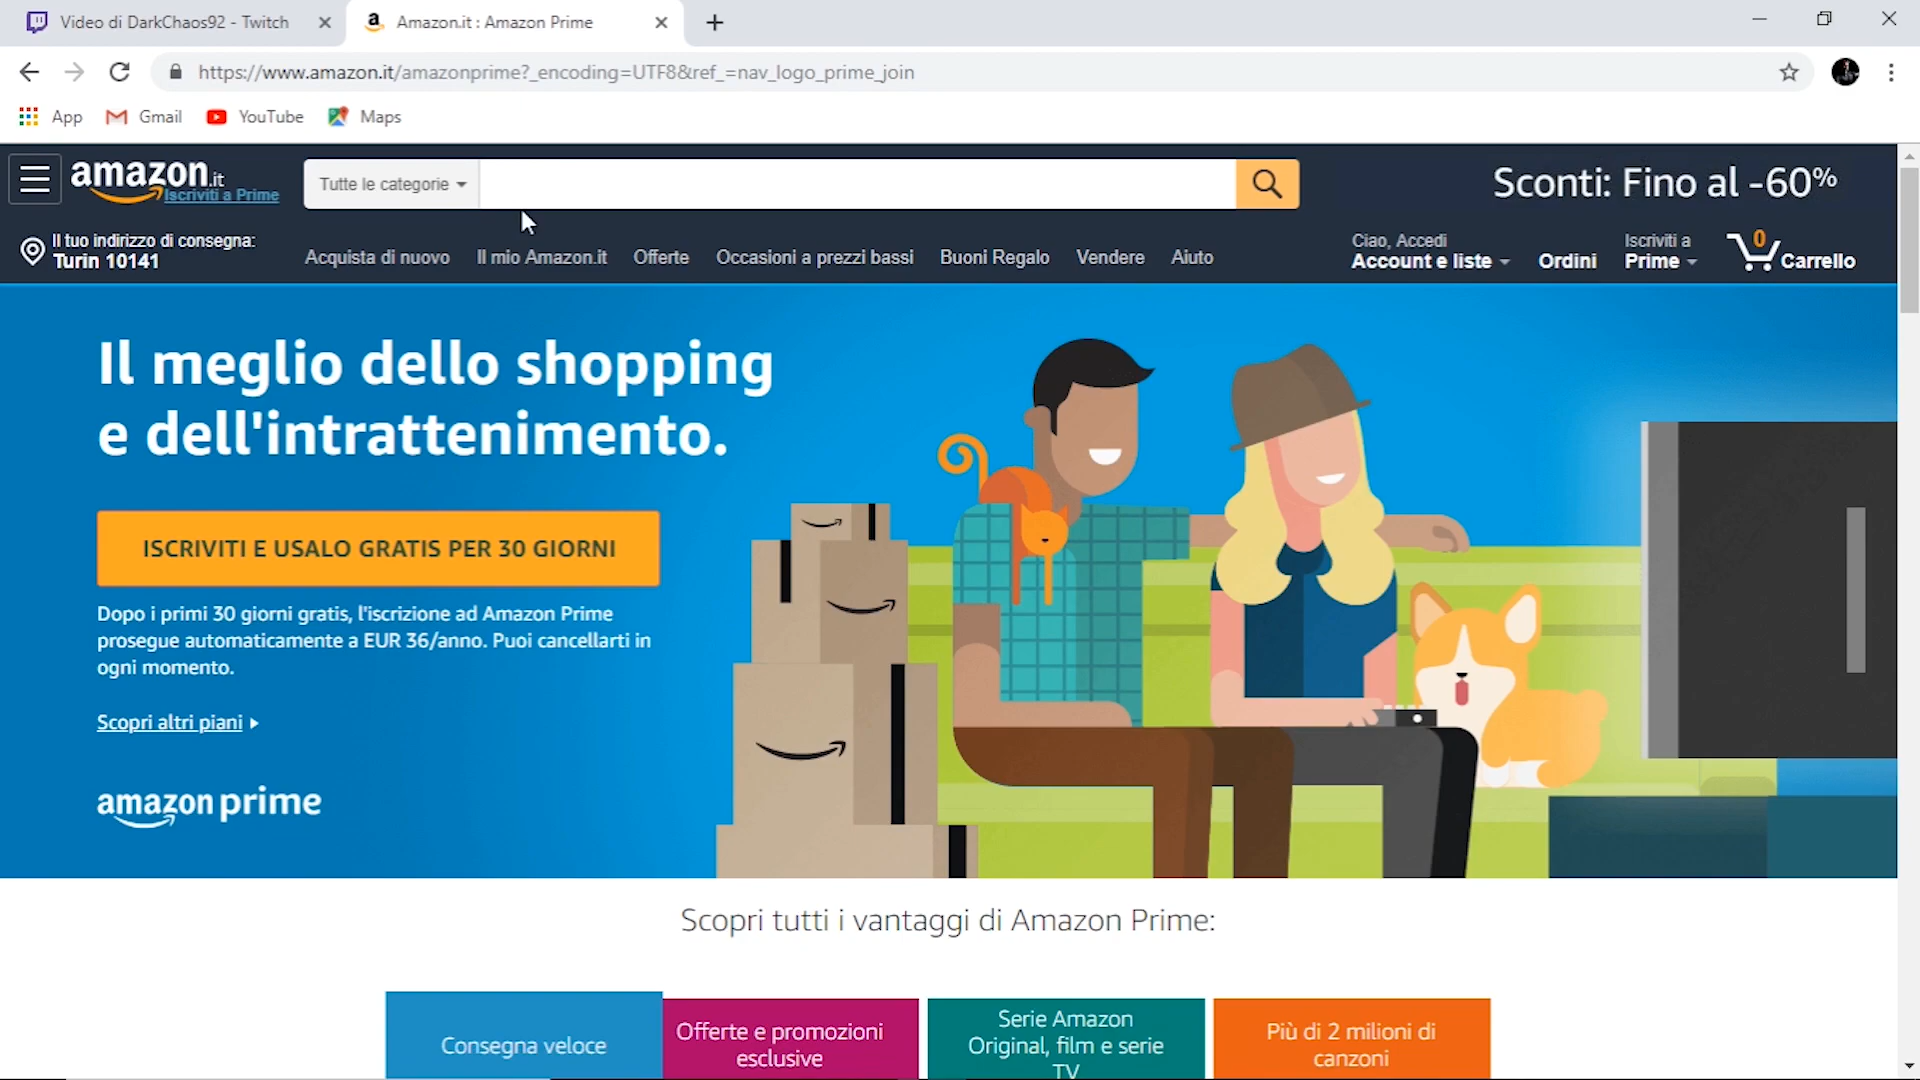 Video di DarkChaos92 - Twitch
Amazon.it : Amazon Prime
https://www.amazon.it/amazonprime?_encoding=UTF8&ref_=nav_logo_prime_join
App
Gmail
YouTube
Maps
amazon.it
Iscriviti a Prime
Tutte le categorie
Sconti: Fino al -60%
Il tuo indirizzo di consegna:
Turin 10141
Acquista di nuovo
Il mio Amazon.it
Offerte
Occasioni a prezzi bassi
Buoni Regalo
Vendere
Aiuto
Ciao, Accedi
Account e liste
Ordini
Iscriviti a
Prime
0
Carrello
Il meglio dello shopping
e dell'intrattenimento.
ISCRIVITI E USALO GRATIS PER 30 GIORNI
Dopo i primi 30 giorni gratis, l'iscrizione ad Amazon Prime
prosegue automaticamente a EUR 36/anno. Puoi cancellarti in
ogni momento.
Scopri altri piani
amazon prime
Scopri tutti i vantaggi di Amazon Prime:
Consegna veloce
Offerte e promozioni
esclusive
Serie Amazon
Original, film e serie
TV
Più di 2 milioni di
canzoni